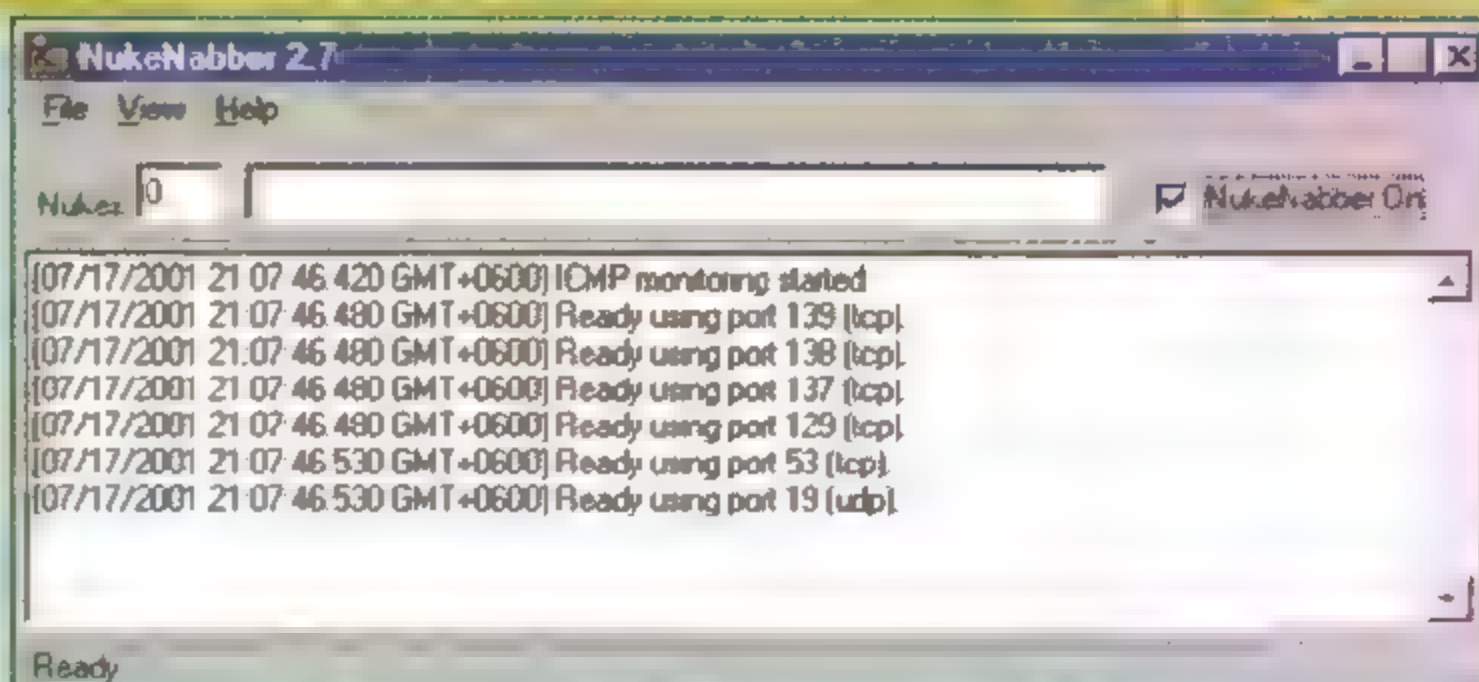 NukeNabber 2.7
File View Help
Nukes 0
NukeNabber On
[07/17/2001 21:07:46.420 GMT+0600] ICMP monitoring started
[07/17/2001 21:07:46.480 GMT+0600] Ready using port 139 (tcp).
[07/17/2001 21:07:46.480 GMT+0600] Ready using port 138 (tcp).
[07/17/2001 21:07:46.480 GMT+0600] Ready using port 137 (tcp).
[07/17/2001 21:07:46.480 GMT+0600] Ready using port 129 (tcp).
[07/17/2001 21:07:46.530 GMT+0600] Ready using port 53 (tcp).
[07/17/2001 21:07:46.530 GMT+0600] Ready using port 19 (udp).
Ready